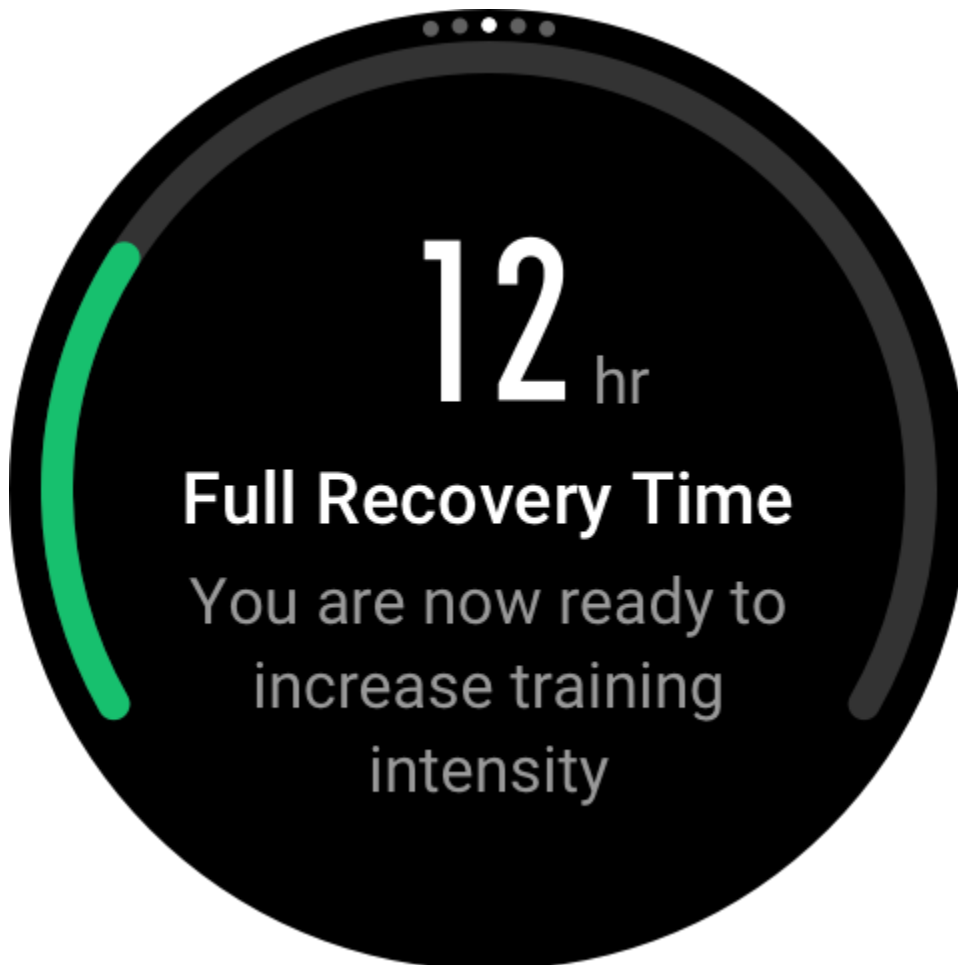 12 hr
Full Recovery Time
You are now ready to
increase training
intensity